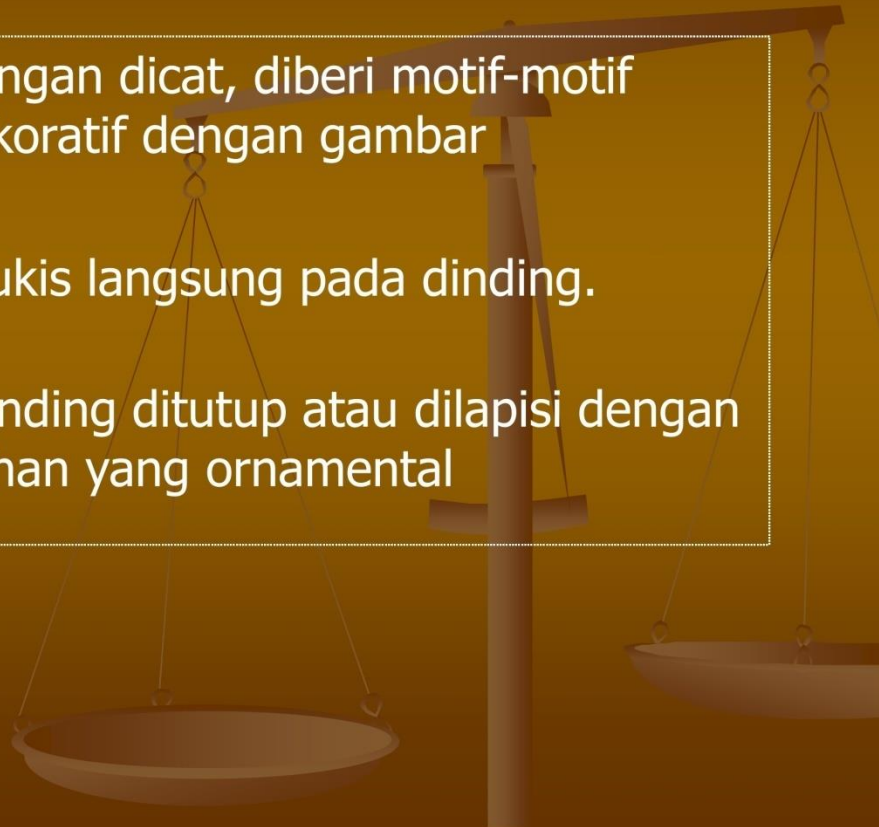 ngan dicat, diberi motif-motif
koratif dengan gambar
ukis langsung pada dinding.
nding ditutup atau dilapisi dengan
han yang ornamental